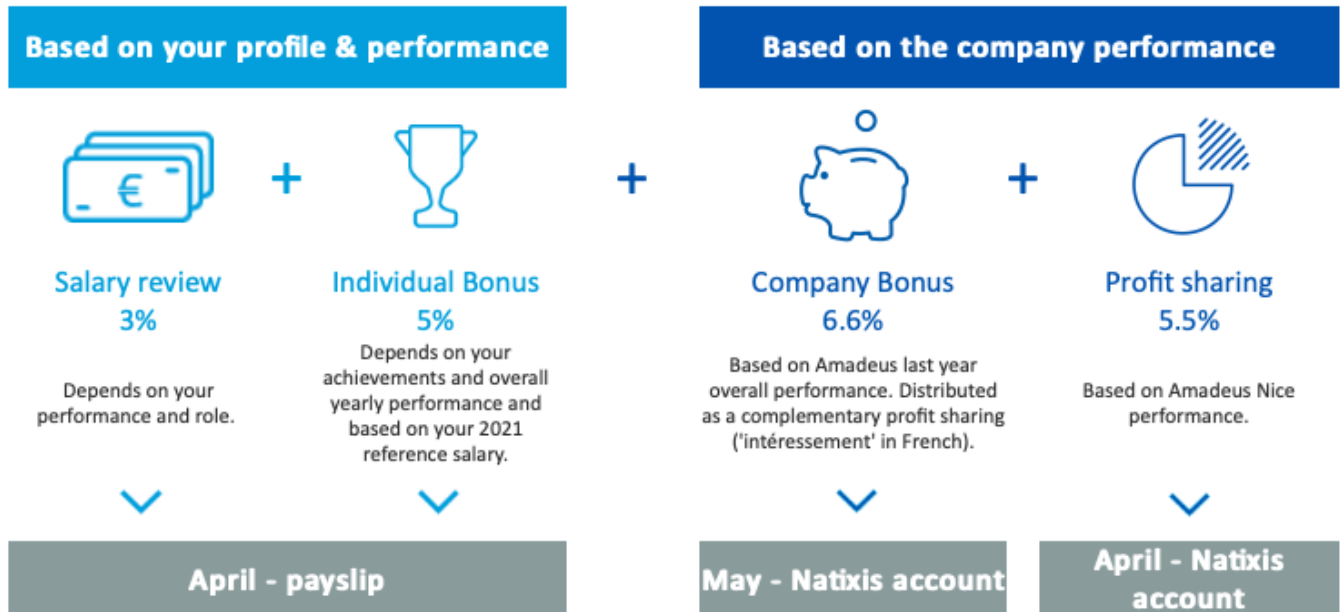 Based on your profile & performance
Based on the company performance
€
+
+
+
Salary review
3%
Depends on your
performance and role.
Individual Bonus
5%
Depends on your
achievements and overall
yearly performance and
based on your 2021
reference salary.
Company Bonus
6.6%
Based on Amadeus last year
overall performance. Distributed
as a complementary profit sharing
('intéressement' in French).
Profit sharing
5.5%
Based on Amadeus Nice
performance.
April - payslip
May - Natixis account
April - Natixis
account